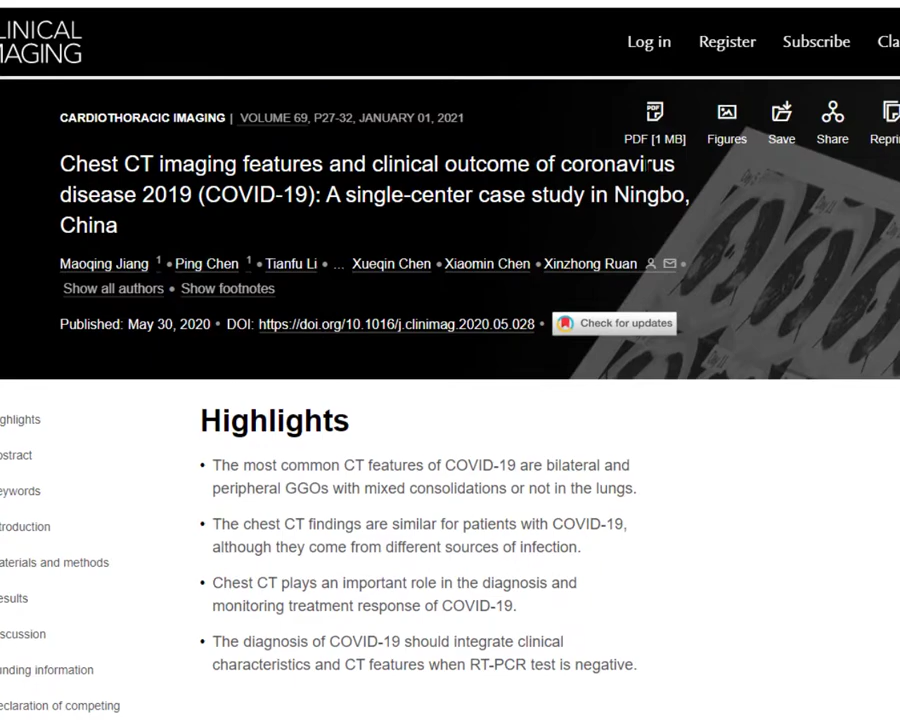 LINICAL
MAGING
Log in Register Subscribe Cla
CARDIOTHORACIC IMAGING | VOLUME 69, P27-32, JANUARY 01, 2021
PDF [1 MB] Figures Save Share Repri
Chest CT imaging features and clinical outcome of coronavirus
disease 2019 (COVID-19): A single-center case study in Ningbo,
China
Maoqing Jiang 1 • Ping Chen 1 • Tianfu Li • ... Xueqin Chen • Xiaomin Chen • Xinzhong Ruan •
Show all authors • Show footnotes
Published: May 30, 2020 • DOI: https://doi.org/10.1016/j.clinimag.2020.05.028 • Check for updates
Highlights
• The most common CT features of COVID-19 are bilateral and
peripheral GGOs with mixed consolidations or not in the lungs.
• The chest CT findings are similar for patients with COVID-19,
although they come from different sources of infection.
• Chest CT plays an important role in the diagnosis and
monitoring treatment response of COVID-19.
• The diagnosis of COVID-19 should integrate clinical
characteristics and CT features when RT-PCR test is negative.
ghlights
bstract
eywords
troduction
aterials and methods
esults
scussion
unding information
eclaration of competing